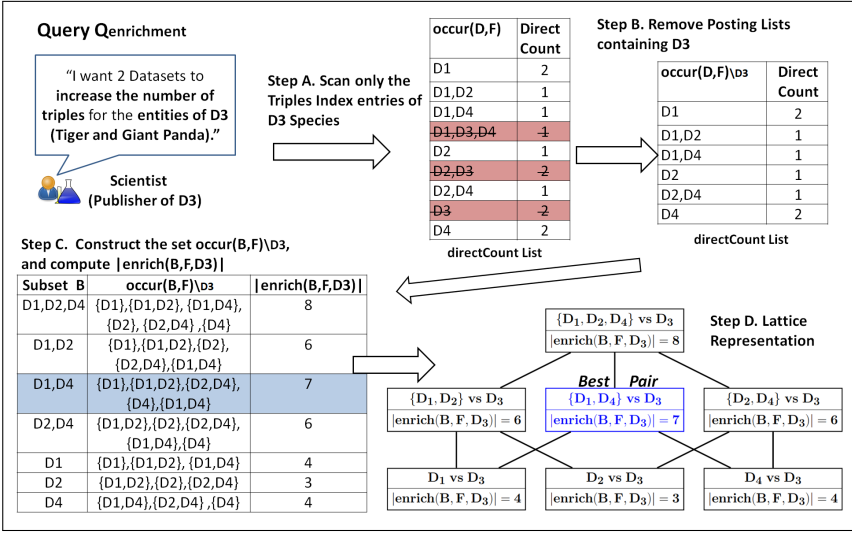 Query Qenrichment
“I want 2 Datasets to
increase the number of
triples for the entities of D3
(Tiger and Giant Panda).”
Scientist
(Publisher of D3)
Step A. Scan only the
Triples Index entries of
D3 Species
occur(D,F) Direct
Count
D1 2
D1,D2 1
D1,D4 1
D1,D3,D4 1
D2 1
D2,D3 2
D2,D4 1
D3 2
D4 2
directCount List
Step B. Remove Posting Lists
containing D3
occur(D,F)\D3 Direct
Count
D1 2
D1,D2 1
D1,D4 1
D2 1
D2,D4 1
D4 2
directCount List
Step C. Construct the set occur(B,F)\D3,
and compute |enrich(B,F,D3)|
Subset B occur(B,F)\D3 |enrich(B,F,D3)|
D1,D2,D4 {D1},{D1,D2}, {D1,D4}, 8
{D2}, {D2,D4} ,{D4}
D1,D2 {D1},{D1,D2},{D2}, 6
{D2,D4},{D1,D4}
D1,D4 {D1},{D1,D2},{D2,D4}, 7
{D4},{D1,D4}
D2,D4 {D1,D2},{D2},{D2,D4}, 6
{D1,D4},{D4}
D1 {D1},{D1,D2}, {D1,D4} 4
D2 {D1,D2},{D2},{D2,D4} 3
D4 {D1,D4},{D2,D4} ,{D4} 4
Step D. Lattice
Representation
{D₁, D₂, D₄} vs D₃
|enrich(B, F, D₃)| = 8
Best Pair
{D₁, D₂} vs D₃
|enrich(B, F, D₃)| = 6
{D₁, D₄} vs D₃
|enrich(B, F, D₃)| = 7
{D₂, D₄} vs D₃
|enrich(B, F, D₃)| = 6
D₁ vs D₃
|enrich(B, F, D₃)| = 4
D₂ vs D₃
|enrich(B, F, D₃)| = 3
D₄ vs D₃
|enrich(B, F, D₃)| = 4